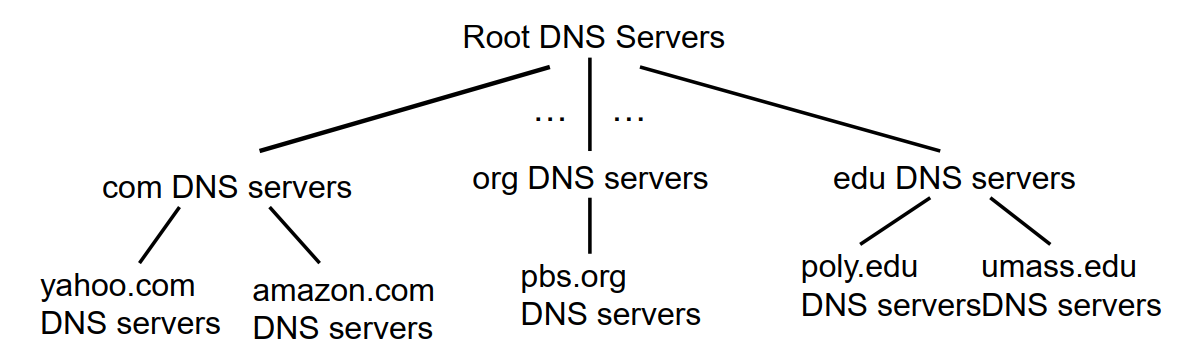 Root DNS Servers
… …
com DNS servers
org DNS servers
edu DNS servers
yahoo.com
DNS servers
amazon.com
DNS servers
pbs.org
DNS servers
poly.edu
DNS servers
umass.edu
DNS servers